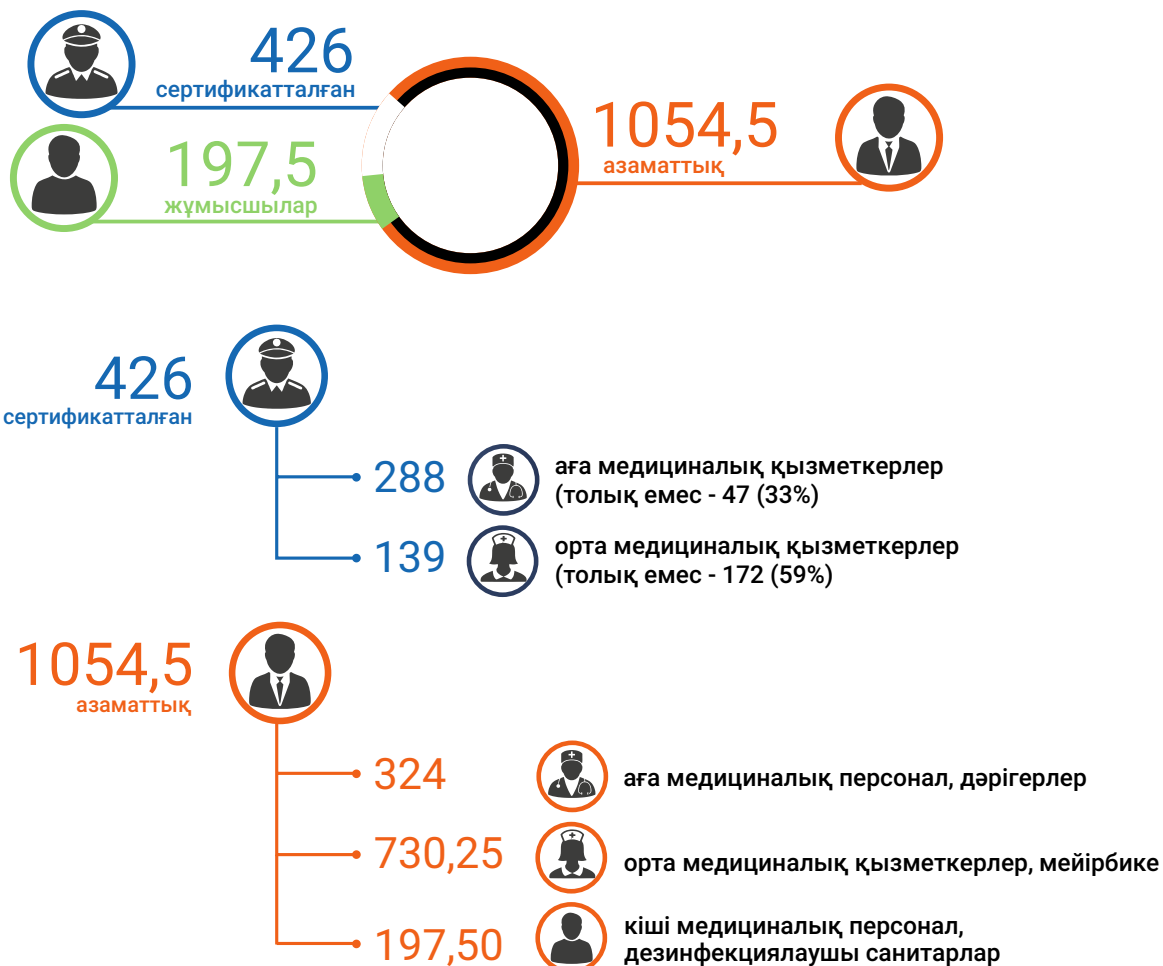 426
сертификатталған
197,5
жұмысшылар
1054,5
азаматтық
426
сертификатталған
288
аға медициналық қызметкерлер
(толық емес - 47 (33%)
139
орта медициналық қызметкерлер
(толық емес - 172 (59%)
1054,5
азаматтық
324
аға медициналық персонал, дәрігерлер
730,25
орта медициналық қызметкерлер, мейірбике
197,50
кіші медициналық персонал,
дезинфекциялаушы санитарлар